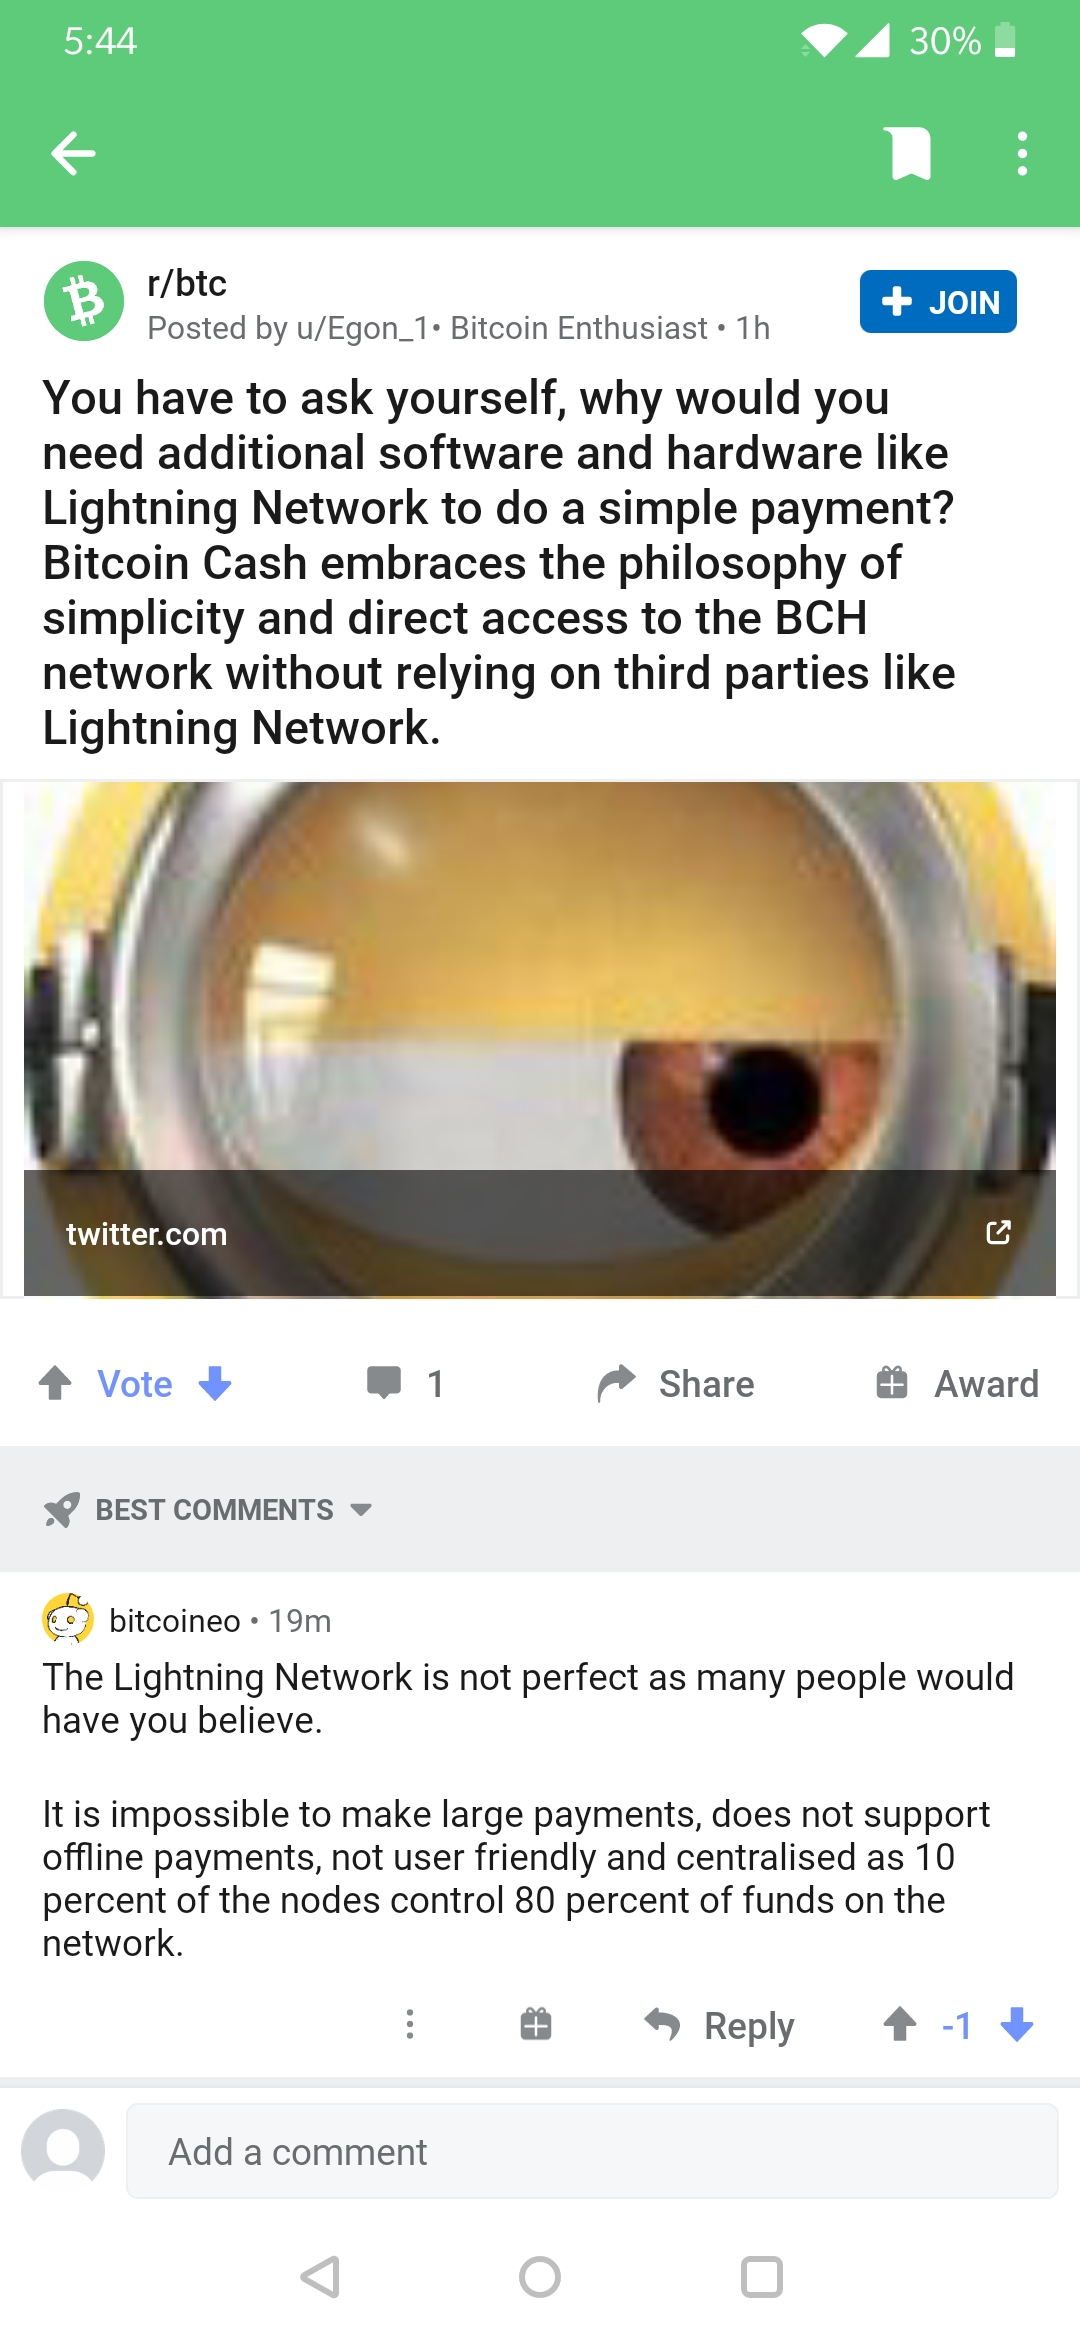 5:44
30%
r/btc
Posted by u/Egon_1• Bitcoin Enthusiast • 1h
JOIN
You have to ask yourself, why would you
need additional software and hardware like
Lightning Network to do a simple payment?
Bitcoin Cash embraces the philosophy of
simplicity and direct access to the BCH
network without relying on third parties like
Lightning Network.
twitter.com
Vote
1
Share
Award
BEST COMMENTS
bitcoineo • 19m
The Lightning Network is not perfect as many people would
have you believe.
It is impossible to make large payments, does not support
offline payments, not user friendly and centralised as 10
percent of the nodes control 80 percent of funds on the
network.
Reply
-1
Add a comment